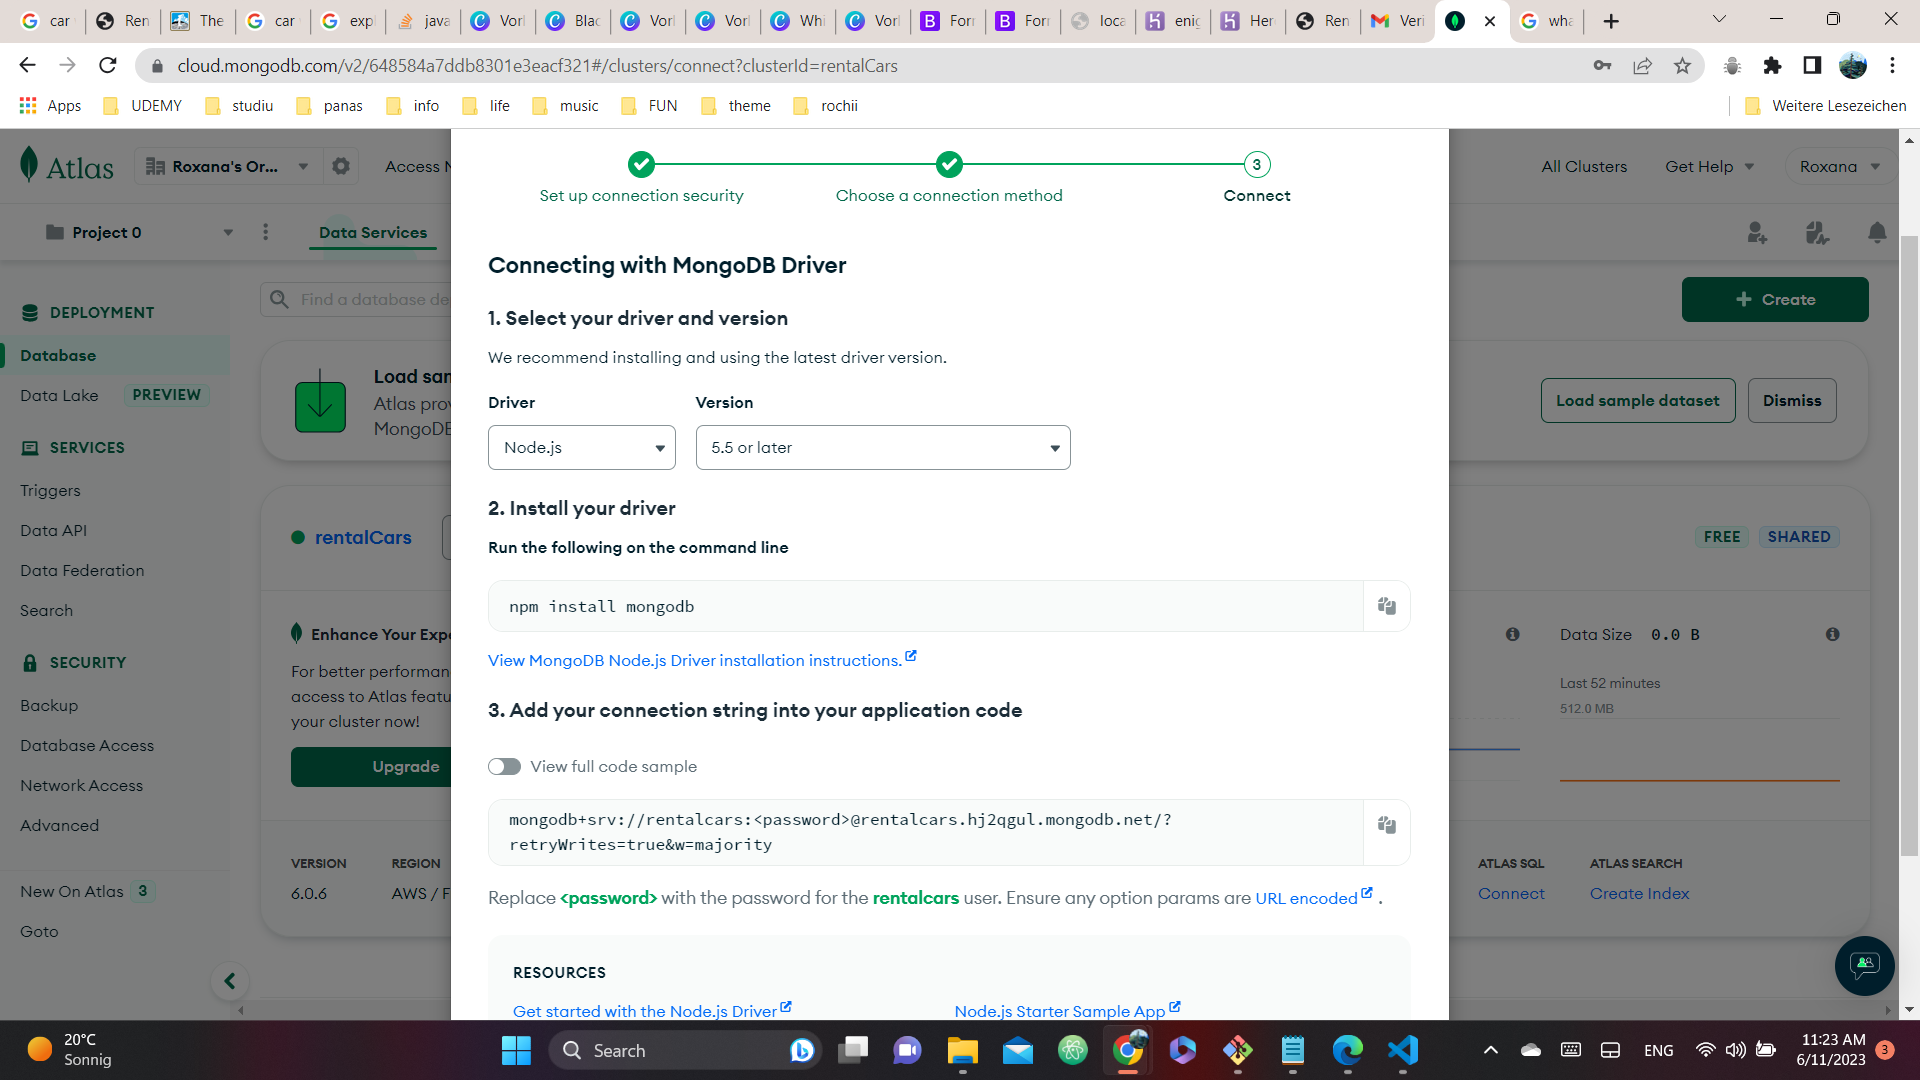 car
Ren
The
car
exp
java
Vorl
Blac
Vorl
Vorl
Whi
Vorl
Forr
Forr
loca
enig
Her
Ren
Veri
wha
cloud.mongodb.com/v2/648584a7ddb8301e3eacf321#/clusters/connect?clusterId=rentalCars
Apps
UDEMY
studiu
panas
info
life
music
FUN
theme
rochii
Weitere Lesezeichen
Atlas
Roxana's Or...
Access N
All Clusters
Get Help
Roxana
Project 0
Data Services
Set up connection security
Choose a connection method
3
Connect
DEPLOYMENT
Database
Data Lake
PREVIEW
SERVICES
Triggers
Data API
Data Federation
Search
SECURITY
Backup
Database Access
Network Access
Advanced
New On Atlas 3
Goto
Find a database de
+ Create
Load sam
Atlas prov
MongoDB
Load sample dataset
Dismiss
rentalCars
FREE
SHARED
Enhance Your Expe
For better performan
access to Atlas featu
your cluster now!
Upgrade
Data Size 0.0 B
Last 52 minutes
512.0 MB
VERSION
6.0.6
REGION
AWS / F
ATLAS SQL
Connect
ATLAS SEARCH
Create Index
Connecting with MongoDB Driver
1. Select your driver and version
We recommend installing and using the latest driver version.
Driver
Version
Node.js
5.5 or later
2. Install your driver
Run the following on the command line
npm install mongodb
View MongoDB Node.js Driver installation instructions.
3. Add your connection string into your application code
View full code sample
mongodb+srv://rentalcars:<password>@rentalcars.hj2qgul.mongodb.net/?
retryWrites=true&w=majority
Replace <password> with the password for the rentalcars user. Ensure any option params are URL encoded .
RESOURCES
Get started with the Node.js Driver
Node.js Starter Sample App
20°C
Sonnig
Search
ENG
11:23 AM
6/11/2023
3